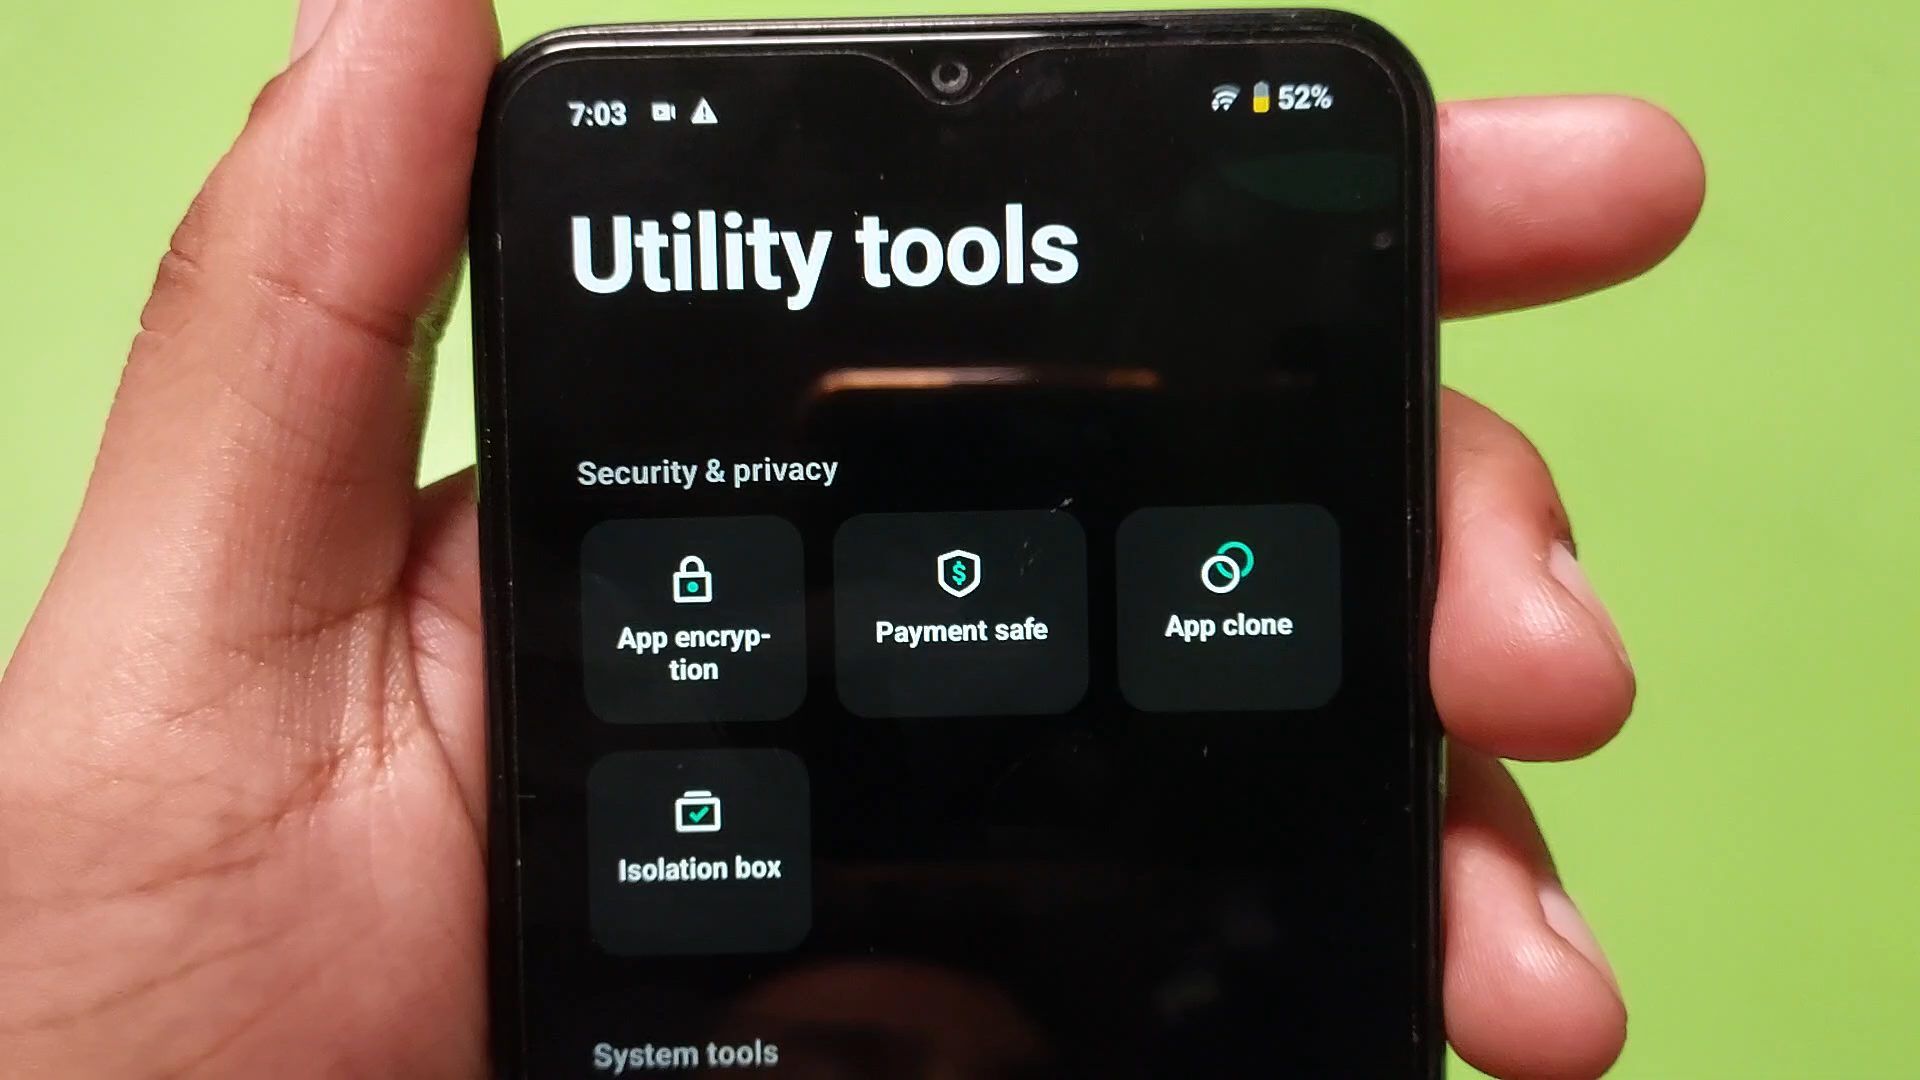 7:03 52%
Utility tools
Security & privacy
App encryp-
tion
Payment safe
App clone
Isolation box
System tools